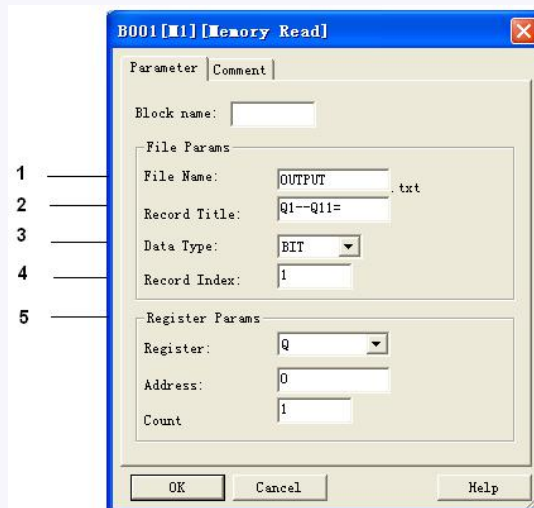 B001[M1][Memory Read]
Parameter Comment
Block name:
File Params
1 File Name: OUTPUT .txt
2 Record Title: Q1--Q11=
3 Data Type: BIT
4 Record Index: 1
5 Register Params
Register: Q
Address: 0
Count 1
OK Cancel Help